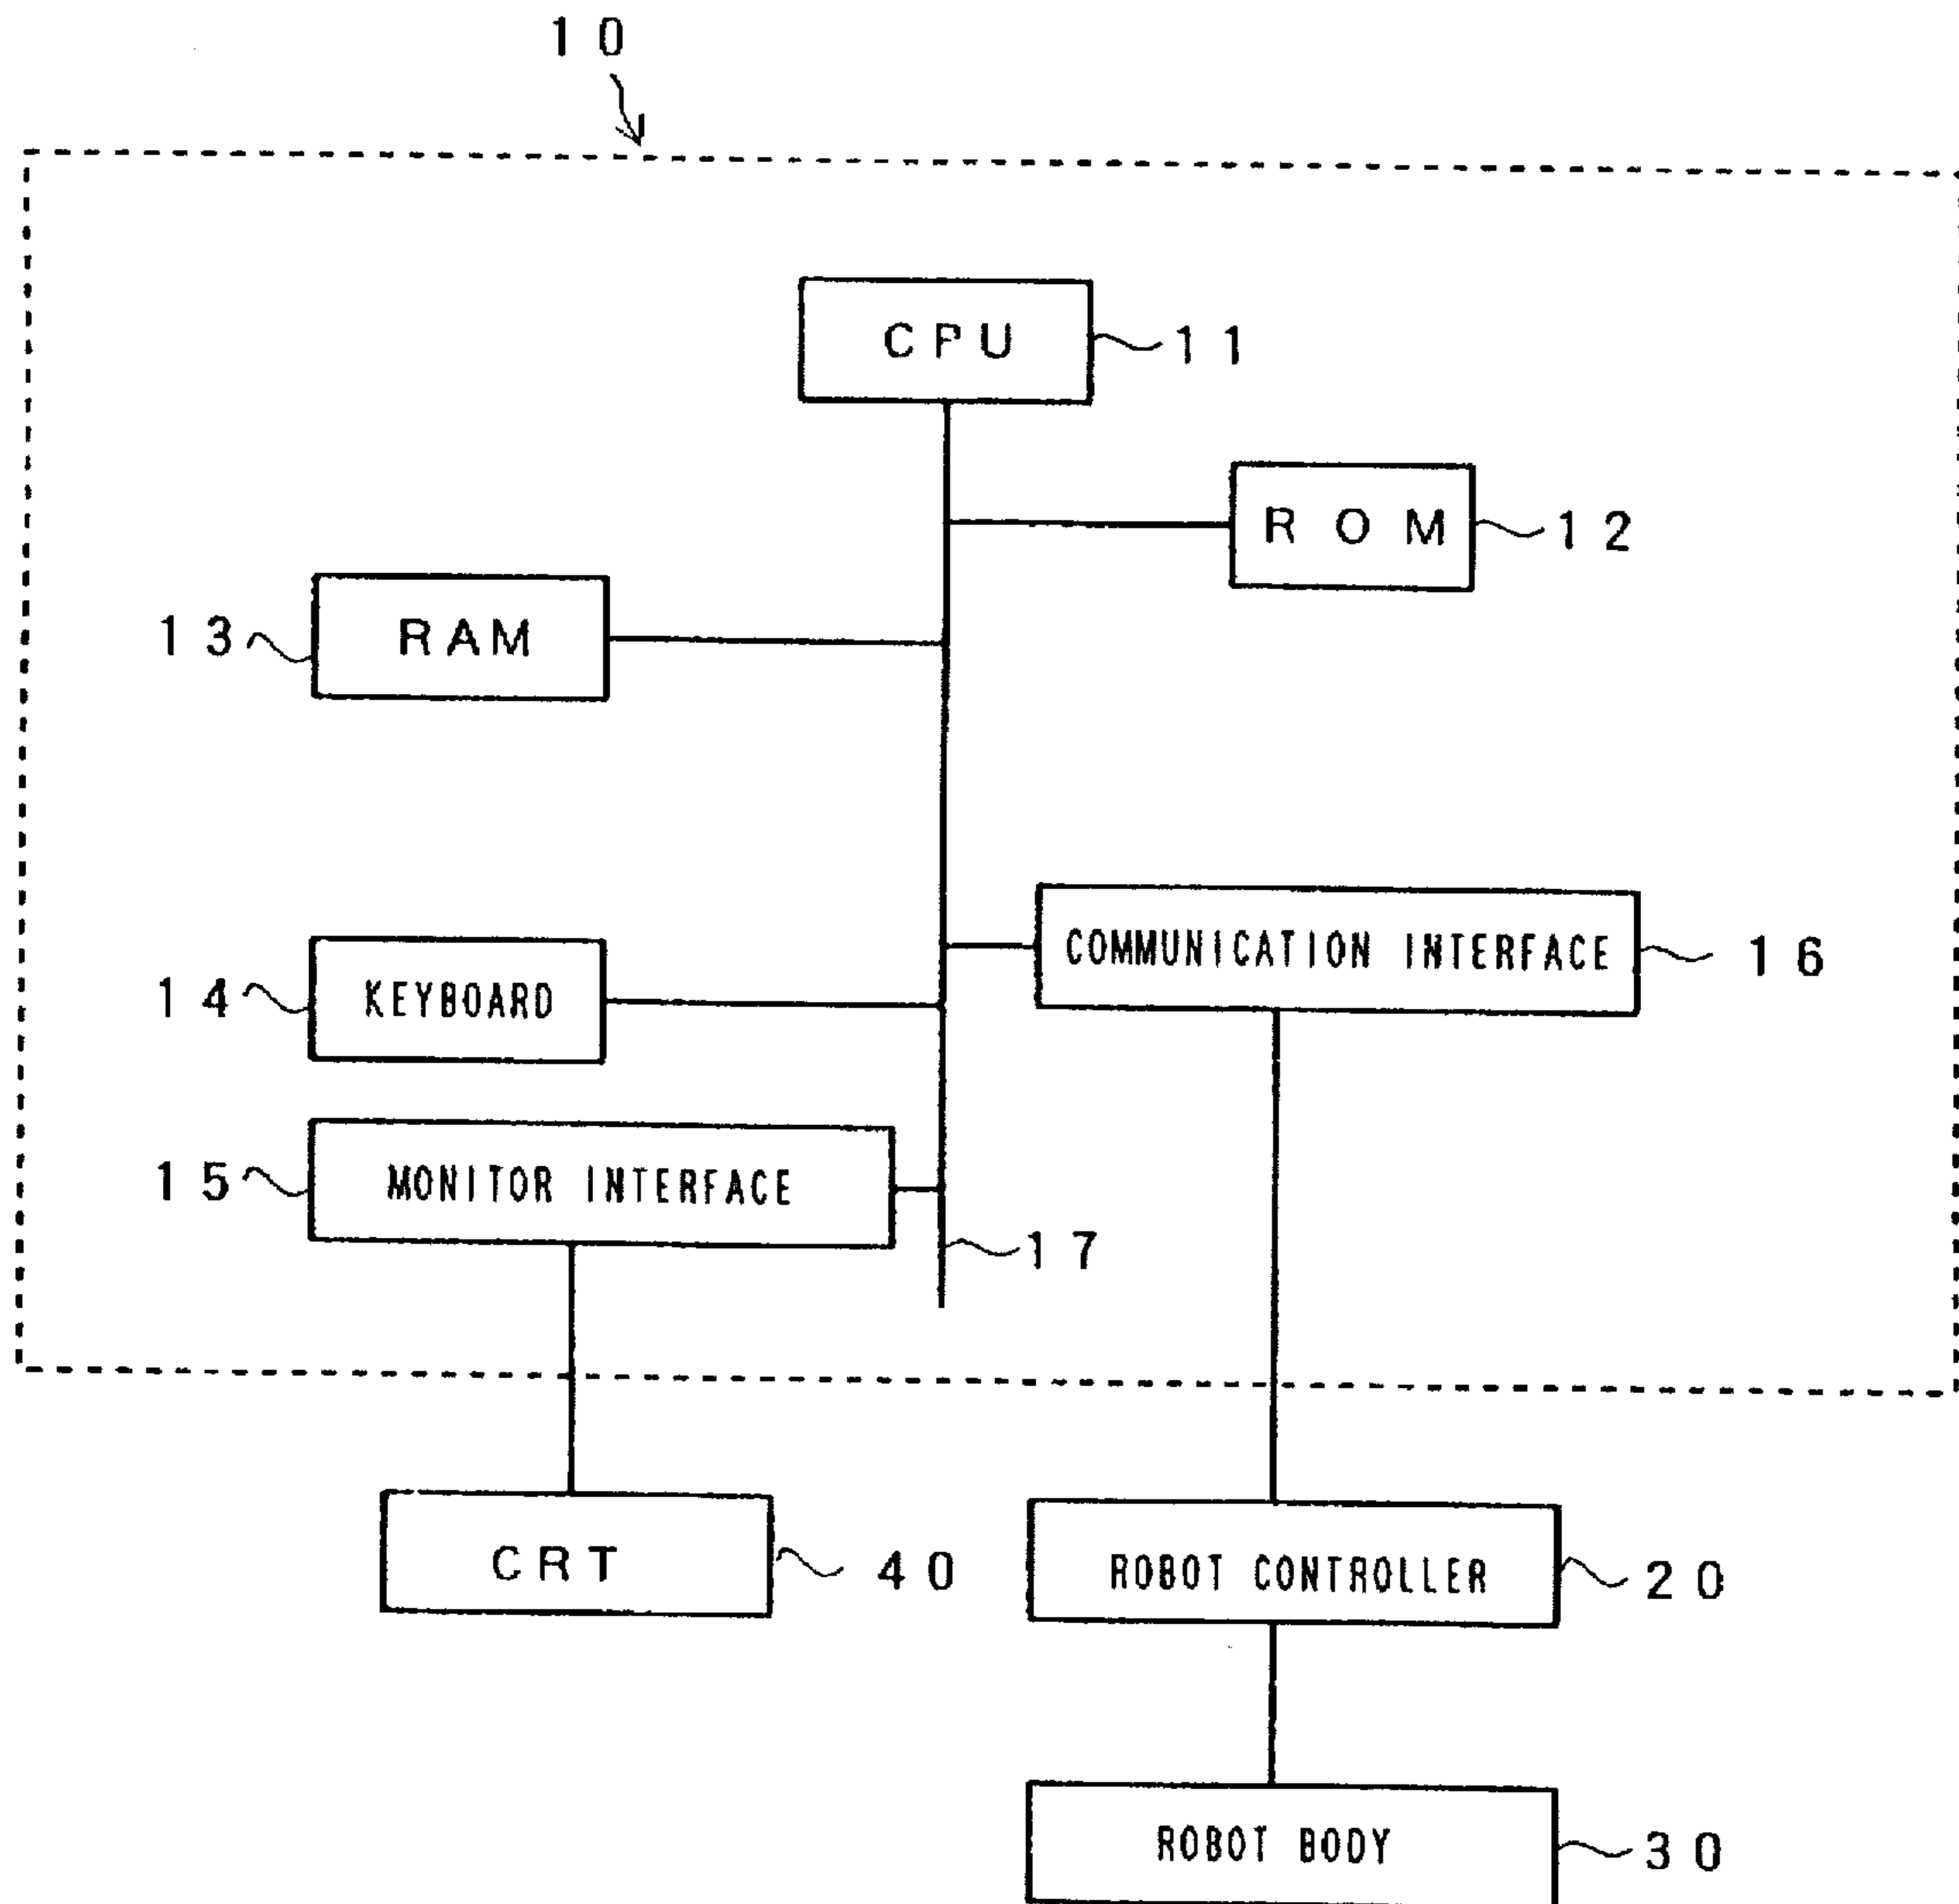 10
CPU 11
ROM 12
13 RAM
COMMUNICATION INTERFACE 16
14 KEYBOARD
15 MONITOR INTERFACE
17
CRT 40
ROBOT CONTROLLER 20
ROBOT BODY 30